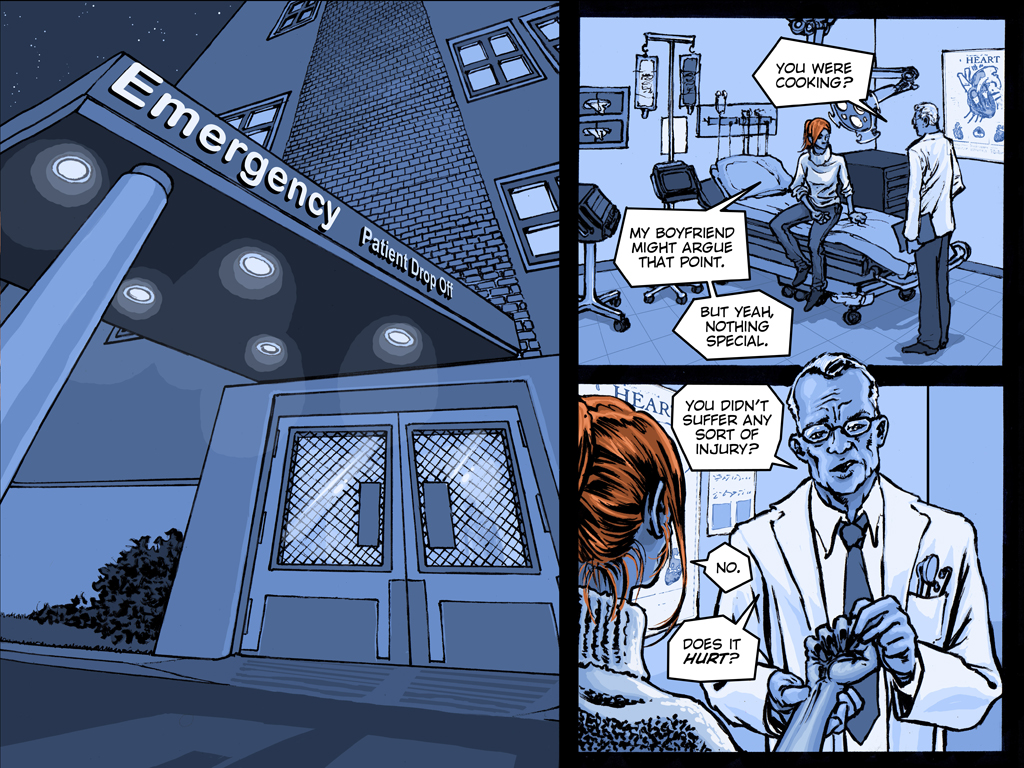 Emergency
Patient Drop Off
YOU WERE
COOKING?
HEART
MY BOYFRIEND
MIGHT ARGUE
THAT POINT.
BUT YEAH,
NOTHING
SPECIAL.
HEAR
YOU DIDN'T
SUFFER ANY
SORT OF
INJURY?
NO.
DOES IT
HURT?